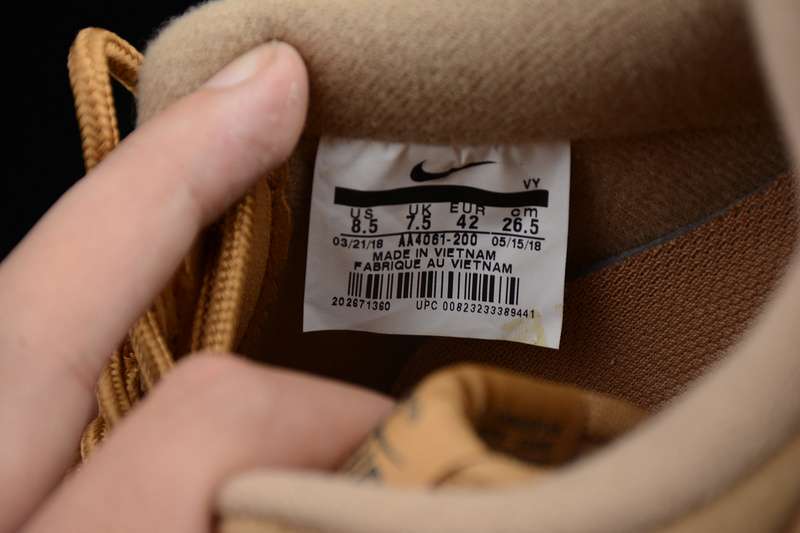 VY
US UK EUR cm
8.5 7.5 42 26.5
03/21/18 AA4061-200 05/15/18
MADE IN VIETNAM
FABRIQUE AU VIETNAM
202671360 UPC 00823233389441